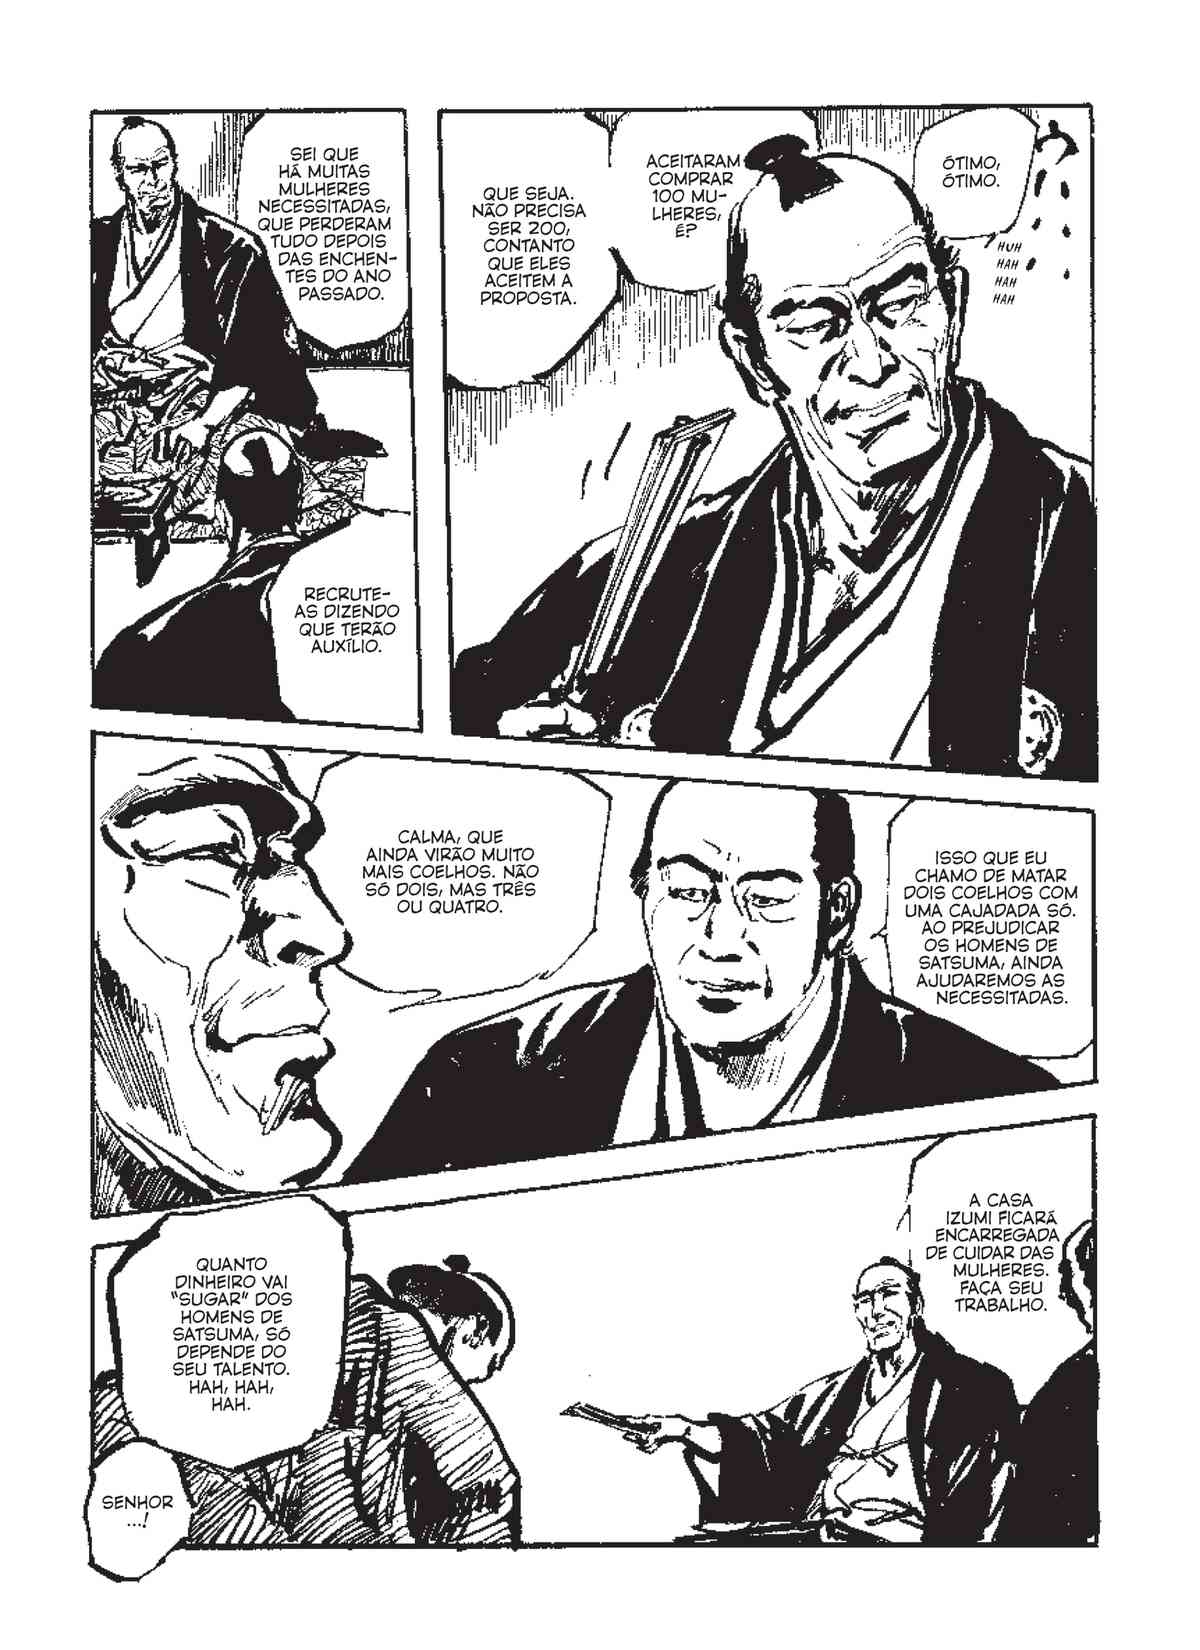 ÓTIMO,
ÓTIMO.
HUH
HAH
HAH
HAH
ACEITARAM
COMPRAR
100 MU-
LHERES,
É?
QUE SEJA.
NÃO PRECISA
SER 200,
CONTANTO
QUE ELES
ACEITEM A
PROPOSTA.
SEI QUE
HÁ MUITAS
MULHERES
NECESSITADAS,
QUE PERDERAM
TUDO DEPOIS
DAS ENCHEN-
TES DO ANO
PASSADO.
RECRUTE-
AS DIZENDO
QUE TERÃO
AUXÍLIO.
ISSO QUE EU
CHAMO DE MATAR
DOIS COELHOS COM
UMA CAJADADA SÓ.
AO PREJUDICAR
OS HOMENS DE
SATSUMA, AINDA
AJUDAREMOS AS
NECESSITADAS.
CALMA, QUE
AINDA VIRÃO MUITO
MAIS COELHOS. NÃO
SÓ DOIS, MAS TRÊS
OU QUATRO.
A CASA
IZUMI FICARÁ
ENCARREGADA
DE CUIDAR DAS
MULHERES.
FAÇA SEU
TRABALHO.
QUANTO
DINHEIRO VAI
“SUGAR” DOS
HOMENS DE
SATSUMA, SÓ
DEPENDE DO
SEU TALENTO.
HAH, HAH,
HAH.
SENHOR
...!